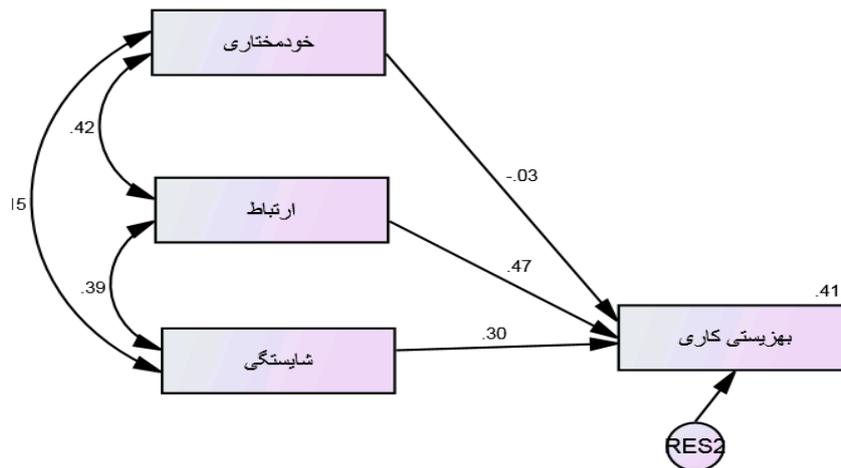 خودمختاری
.42
-.03
ارتباط
.47
.39
.30
.41
بهزیستی کاری
شایستگی
RES2